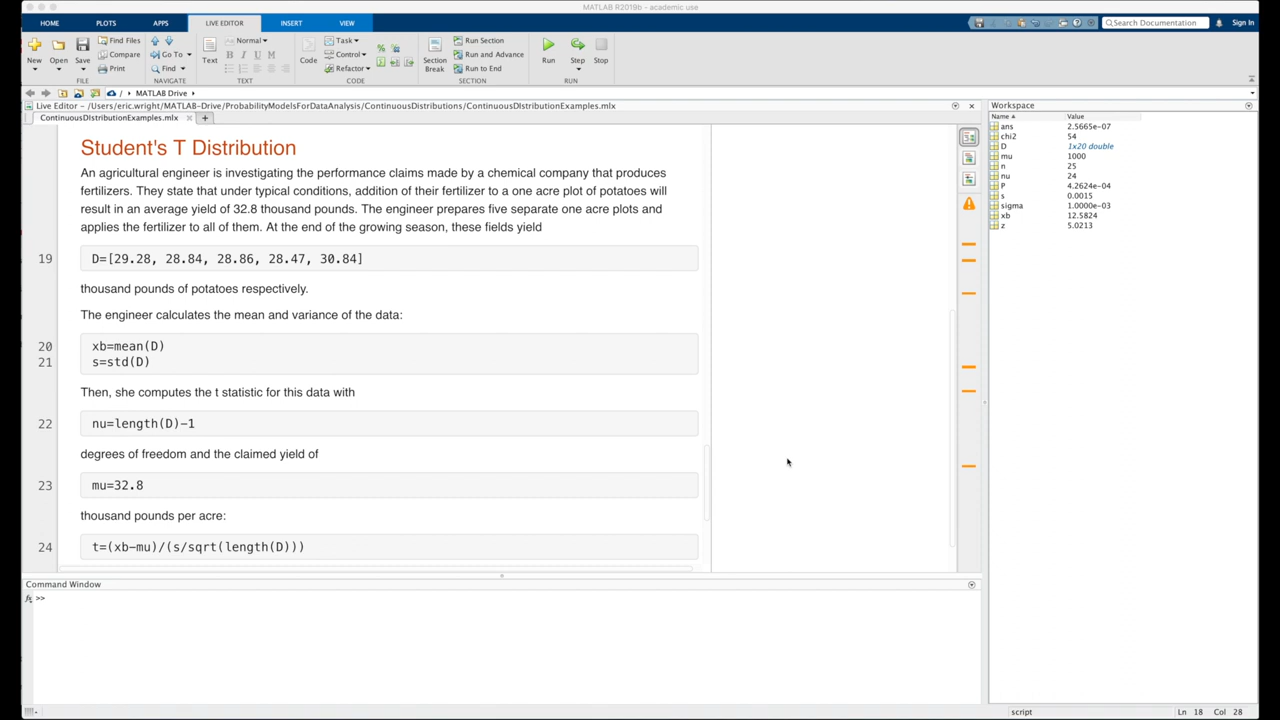 MATLAB R2019b - academic use
HOME PLOTS APPS LIVE EDITOR INSERT VIEW Search Documentation Sign In
New Open Save Find Files Compare Print Go To Find Text Normal B I U M Code Task Control Refactor Section Break Run Section Run and Advance Run to End Run Step Stop
FILE NAVIGATE TEXT CODE SECTION RUN
/ ▸ MATLAB Drive ▸
Live Editor - /Users/eric.wright/MATLAB-Drive/ProbabilityModelsForDataAnalysis/ContinuousDistributions/ContinuousDIstributionExamples.mlx
ContinuousDIstributionExamples.mlx × +
Student's T Distribution
An agricultural engineer is investigating the performance claims made by a chemical company that produces
fertilizers. They state that under typical conditions, addition of their fertilizer to a one acre plot of potatoes will
result in an average yield of 32.8 thousand pounds. The engineer prepares five separate one acre plots and
applies the fertilizer to all of them. At the end of the growing season, these fields yield
19 D=[29.28, 28.84, 28.86, 28.47, 30.84]
thousand pounds of potatoes respectively.
The engineer calculates the mean and variance of the data:
20 xb=mean(D)
21 s=std(D)
Then, she computes the t statistic for this data with
22 nu=length(D)-1
degrees of freedom and the claimed yield of
23 mu=32.8
thousand pounds per acre:
24 t=(xb-mu)/(s/sqrt(length(D)))
Command Window
fx >>
Workspace
Name Value
ans 2.5665e-07
chi2 54
D 1x20 double
mu 1000
n 25
nu 24
P 4.2624e-04
s 0.0015
sigma 1.0000e-03
xb 12.5824
z 5.0213
script Ln 18 Col 28